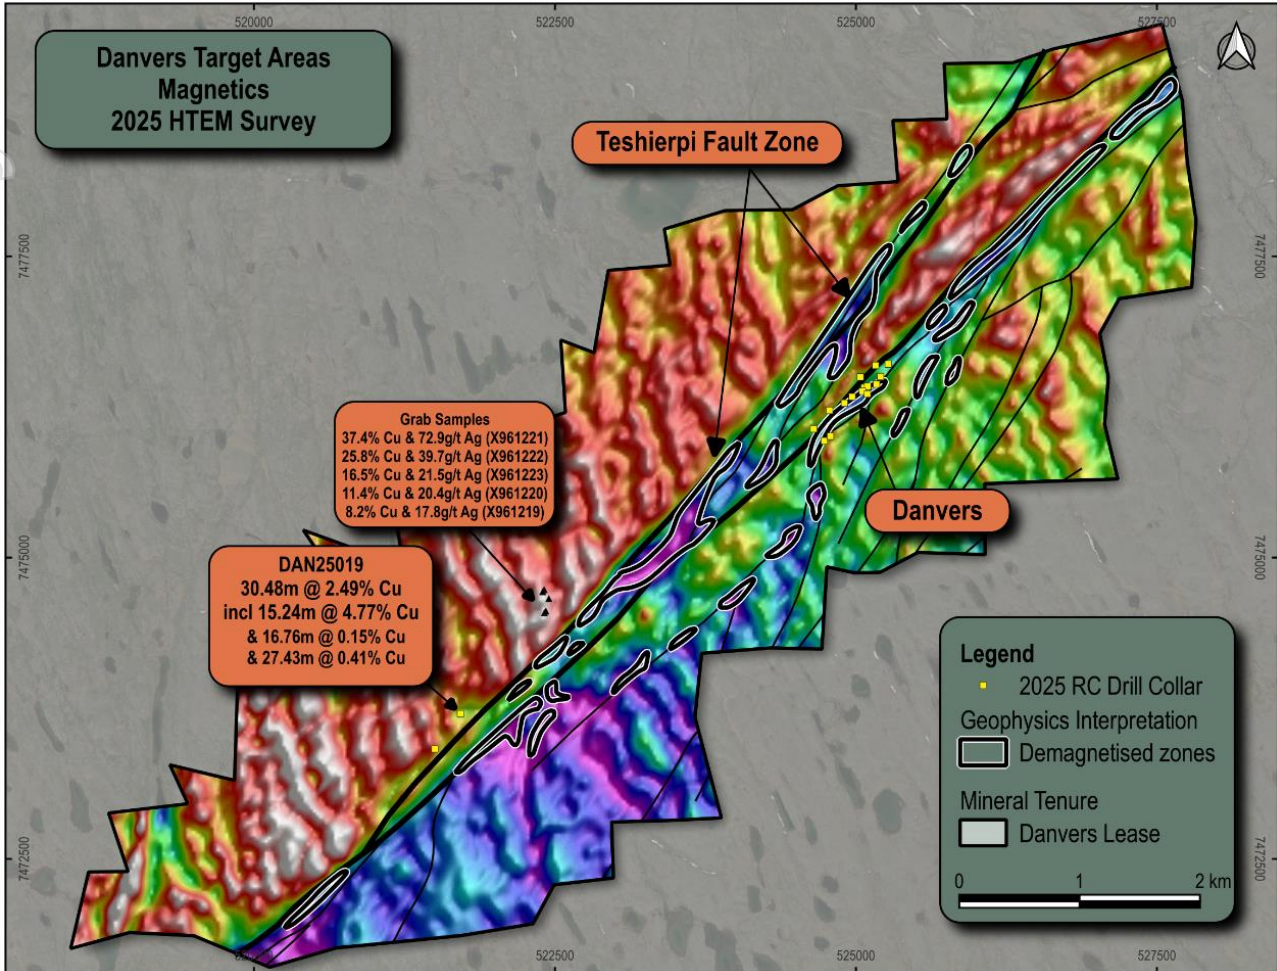 520000
522500
525000
527500
Danvers Target Areas
Magnetics
2025 HTEM Survey
Teshierpi Fault Zone
7477500
7477500
Grab Samples
37.4% Cu & 72.9g/t Ag (X961221)
25.8% Cu & 39.7g/t Ag (X961222)
16.5% Cu & 21.5g/t Ag (X961223)
11.4% Cu & 20.4g/t Ag (X961220)
8.2% Cu & 17.8g/t Ag (X961219)
Danvers
7475000
7475000
DAN25019
30.48m @ 2.49% Cu
incl 15.24m @ 4.77% Cu
& 16.76m @ 0.15% Cu
& 27.43m @ 0.41% Cu
Legend
2025 RC Drill Collar
Geophysics Interpretation
Demagnetised zones
Mineral Tenure
Danvers Lease
0 1 2 km
7472500
7472500
522500
525000
527500